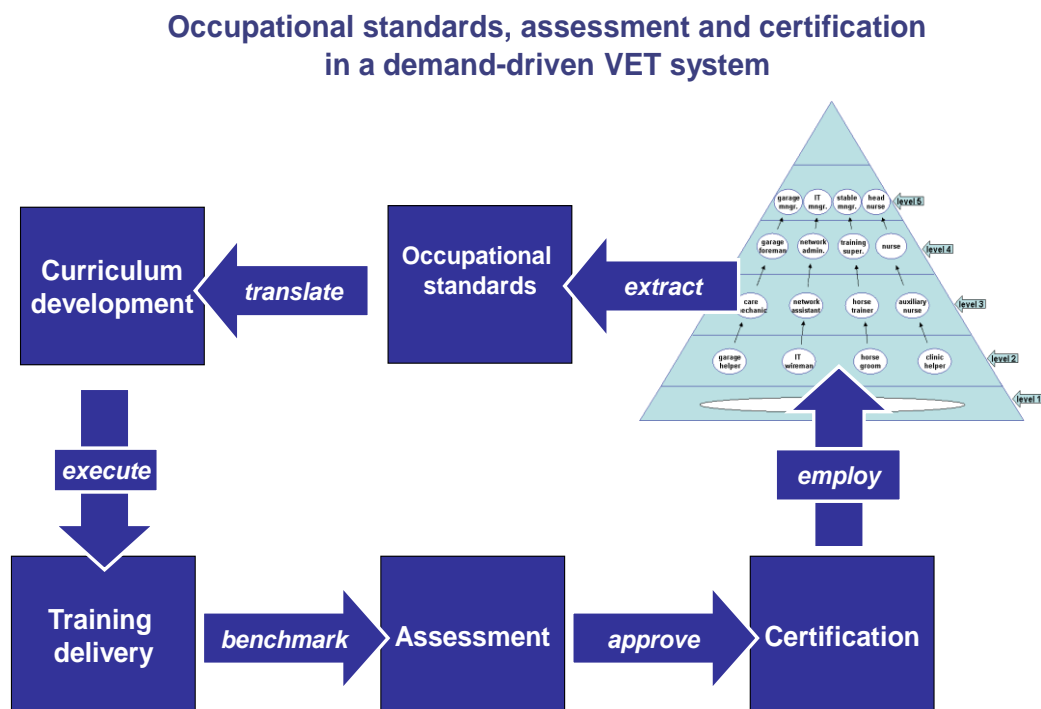 Occupational standards, assessment and certification
in a demand-driven VET system
garage
mngr.
IT
mngr.
stable
mngr.
head
nurse
level 5
garage
foreman
network
admin.
training
super.
nurse
level 4
care
mechanic
network
assistant
horse
trainer
auxiliary
nurse
level 3
garage
helper
IT
wireman
horse
groom
clinic
helper
level 2
level 1
Curriculum
development
translate
Occupational
standards
extract
execute
employ
Training
delivery
benchmark
Assessment
approve
Certification